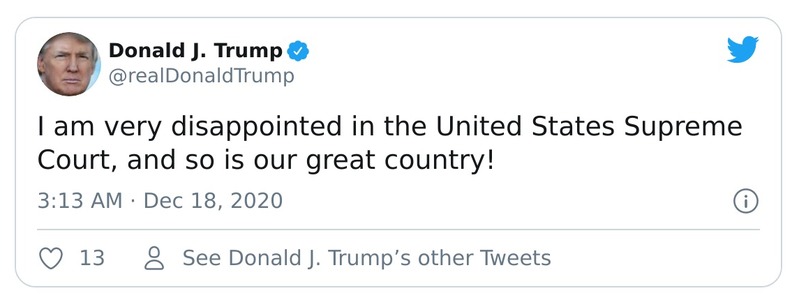 Donald J. Trump
@realDonaldTrump
I am very disappointed in the United States Supreme
Court, and so is our great country!
3:13 AM · Dec 18, 2020
13 See Donald J. Trump’s other Tweets